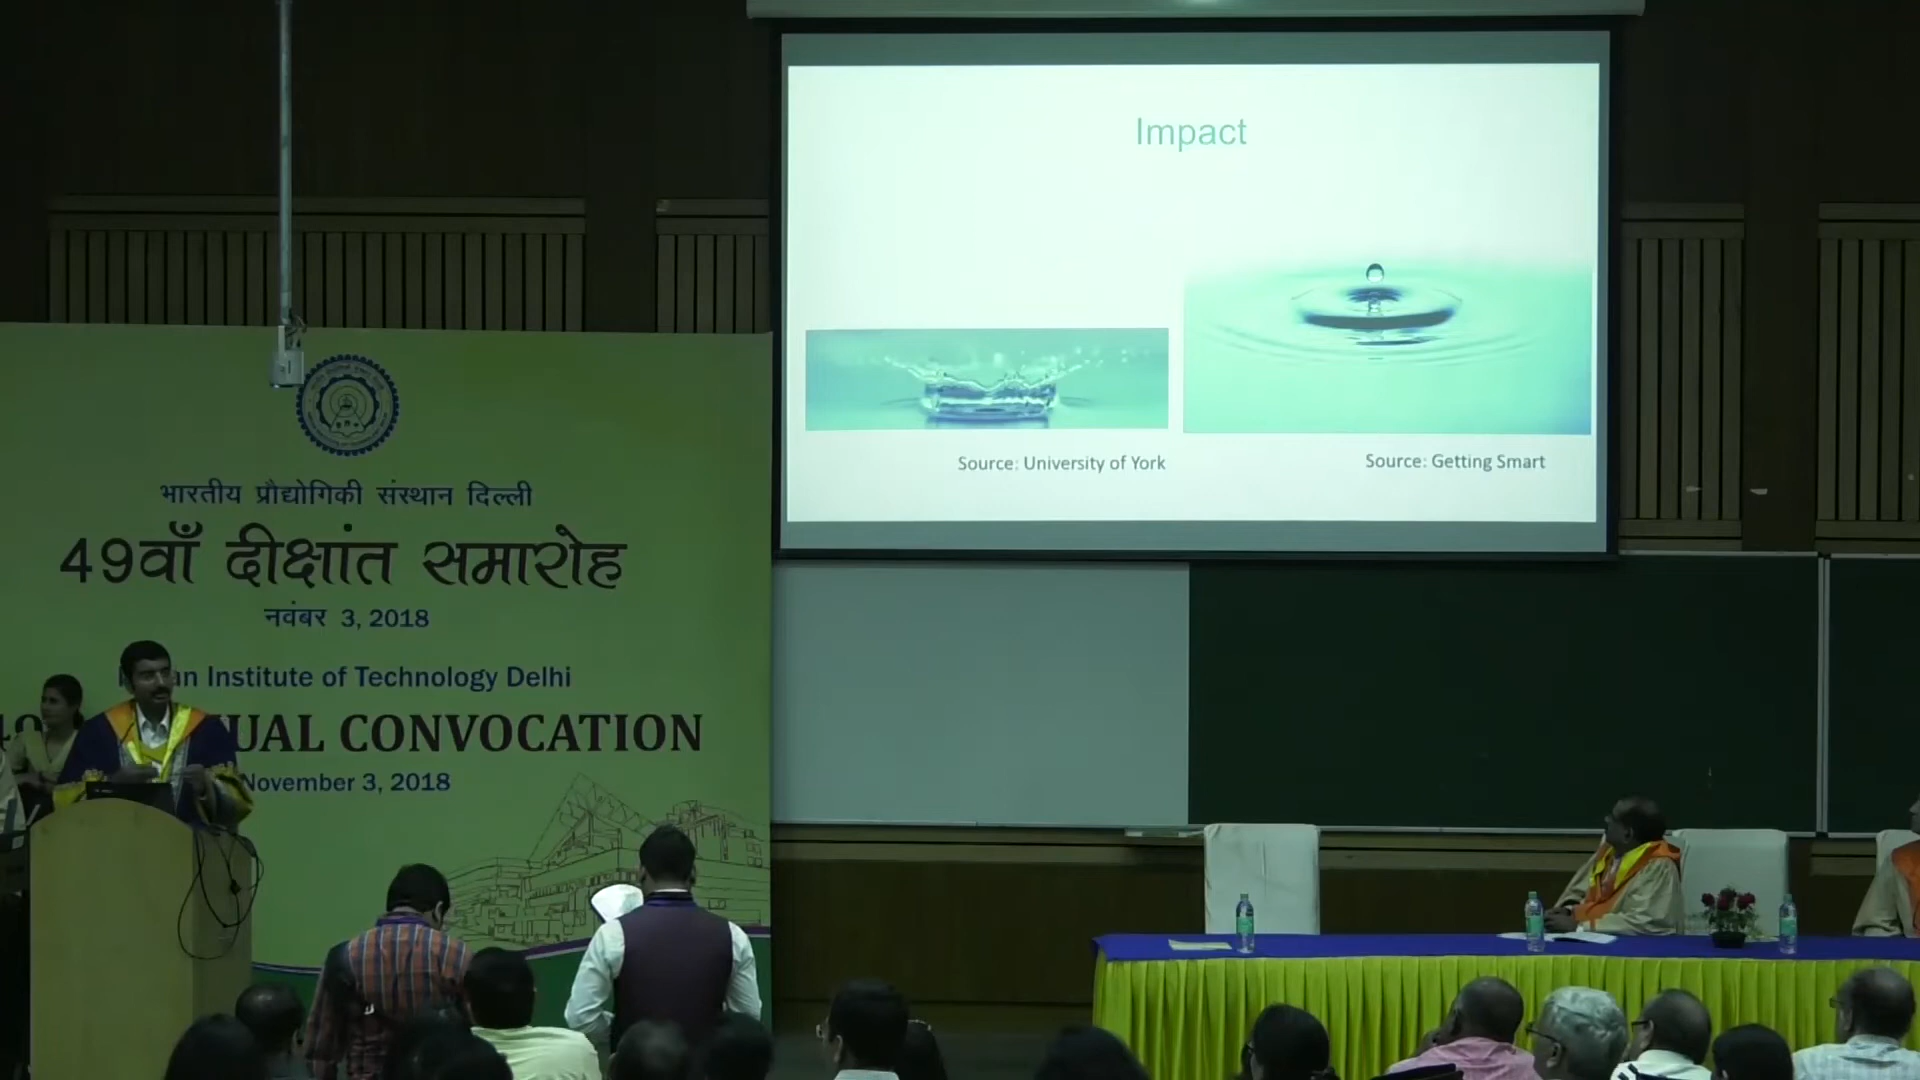 Impact
Source: University of York
Source: Getting Smart
भारतीय प्रौद्योगिकी संस्थान दिल्ली
49वाँ दीक्षांत समारोह
नवंबर 3, 2018
Institute of Technology Delhi
CONVOCATION
November 3, 2018